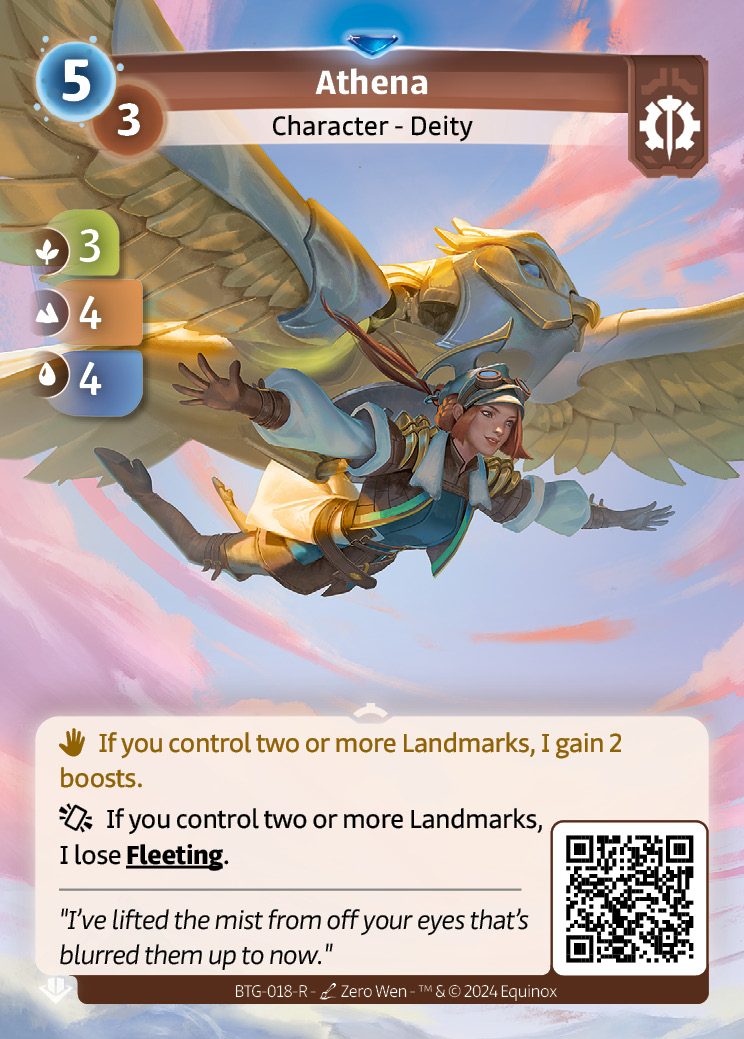 5
Athena
3
Character - Deity
3
4
4
If you control two or more Landmarks, I gain 2
boosts.
If you control two or more Landmarks,
I lose Fleeting.
"I've lifted the mist from off your eyes that's
blurred them up to now."
BTG-018-R - Zero Wen - ™ & © 2024 Equinox